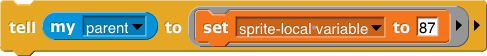 tell my parent to set sprite-local variable to 87